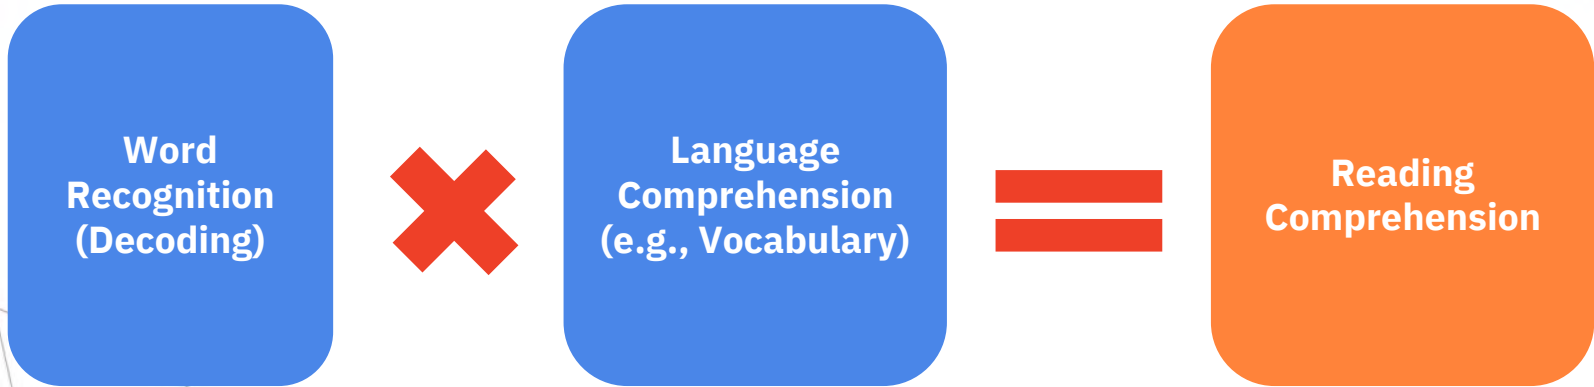 Word
Recognition
(Decoding)
Language
Comprehension
(e.g., Vocabulary)
Reading
Comprehension